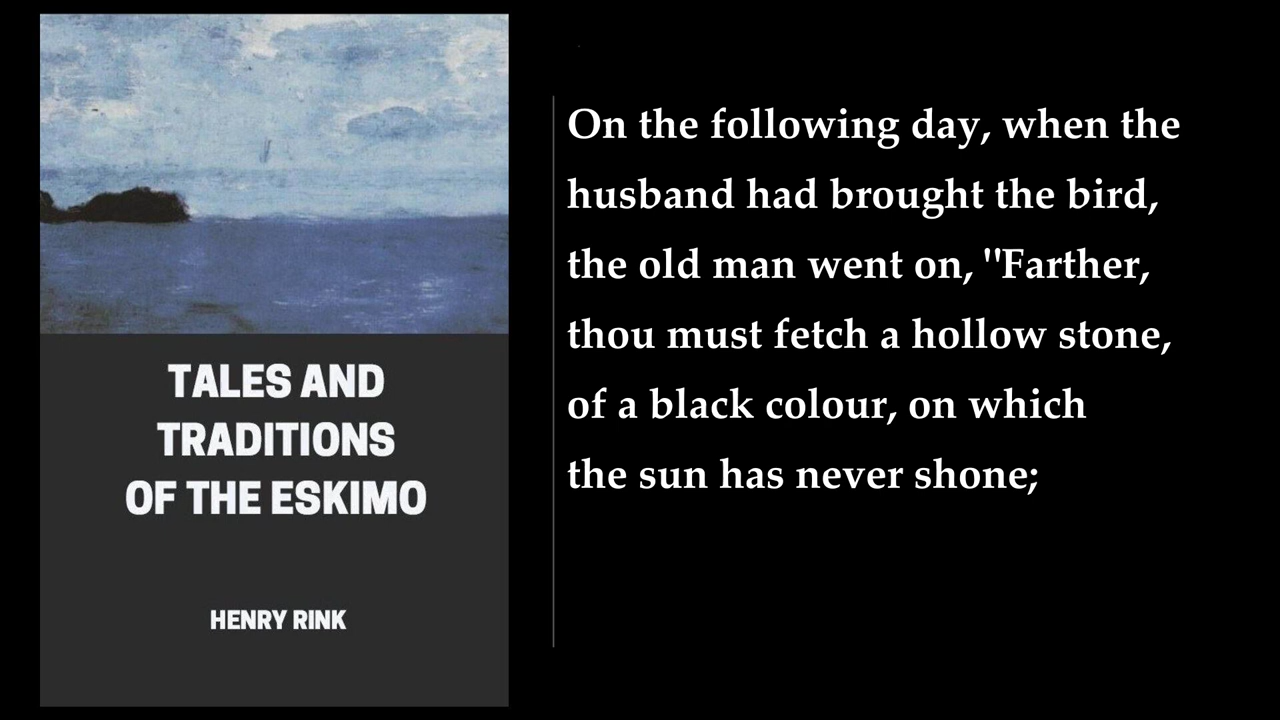 TALES AND
TRADITIONS
OF THE ESKIMO
HENRY RINK
On the following day, when the
husband had brought the bird,
the old man went on, "Farther,
thou must fetch a hollow stone,
of a black colour, on which
the sun has never shone;